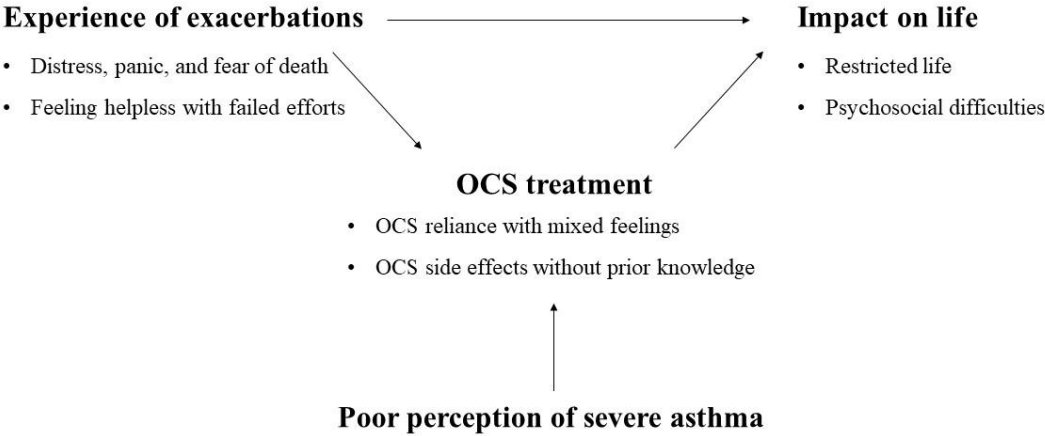 Experience of exacerbations
• Distress, panic, and fear of death
• Feeling helpless with failed efforts
Impact on life
• Restricted life
• Psychosocial difficulties
OCS treatment
• OCS reliance with mixed feelings
• OCS side effects without prior knowledge
Poor perception of severe asthma